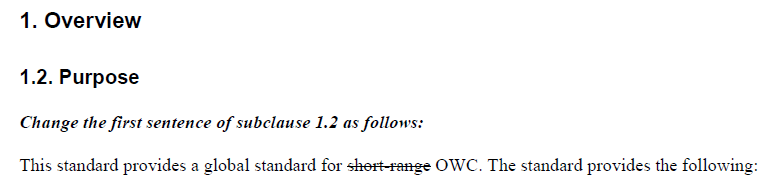 1. Overview
1.2. Purpose
Change the first sentence of subclause 1.2 as follows:
This standard provides a global standard for short-range OWC. The standard provides the following: